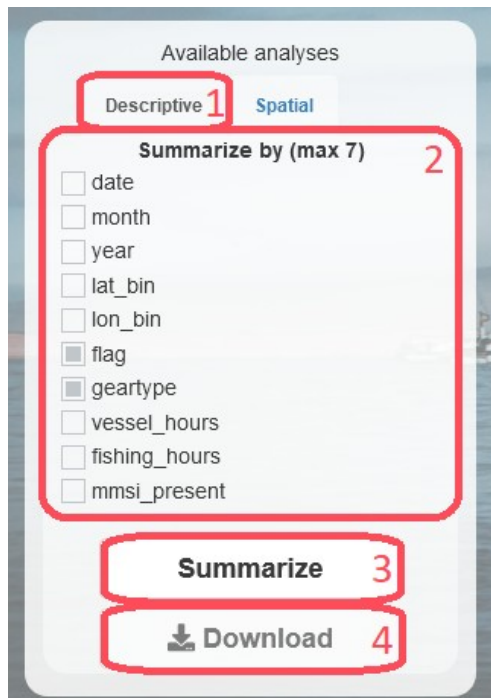 Available analyses
Descriptive 1 Spatial
Summarize by (max 7) 2
date
month
year
lat_bin
lon_bin
flag
geartype
vessel_hours
fishing_hours
mmsi_present
Summarize 3
Download 4